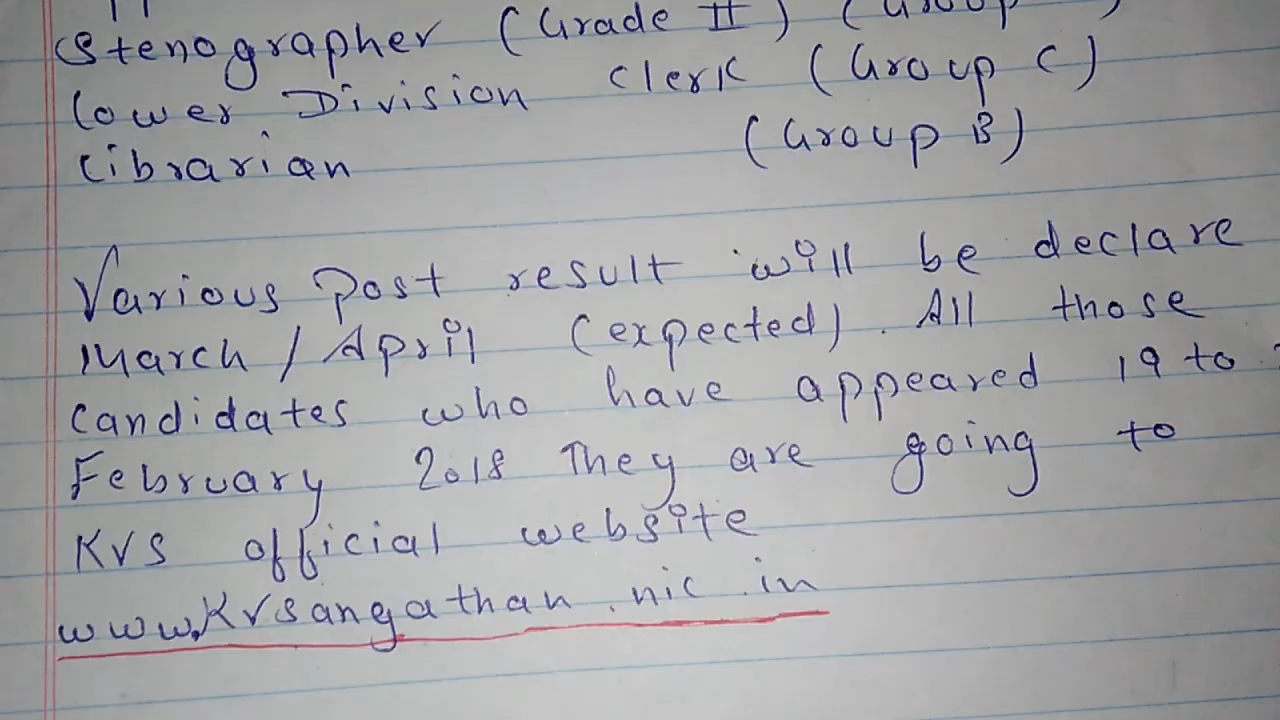 Stenographer (Grade II) (Group
Lower Division Clerk (Group C)
Librarian (Group B)
Various Post result will be declare
March / April (expected). All those
candidates who have appeared 19 to
February 2018 They are going to
KVS official website
www.Kvsangathan.nic.in